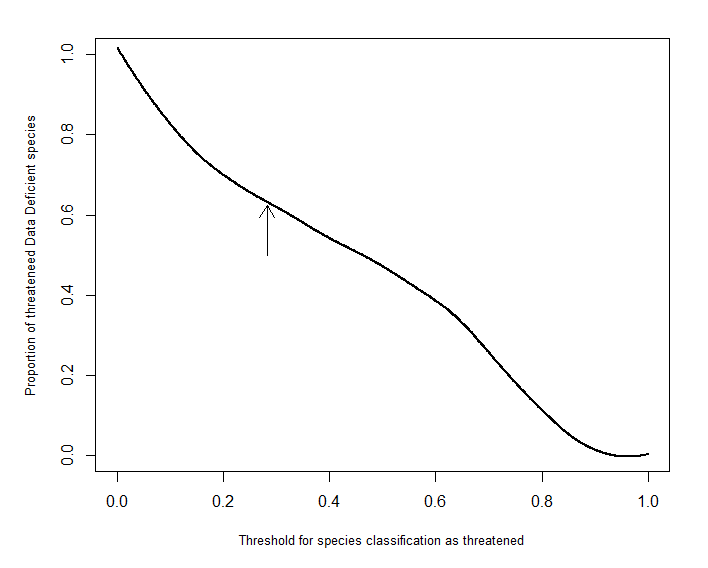 1.0
0.8
0.6
0.4
0.2
0.0
Proportion of threateneed Data Deficient species
0.0 0.2 0.4 0.6 0.8 1.0
Threshold for species classification as threatened